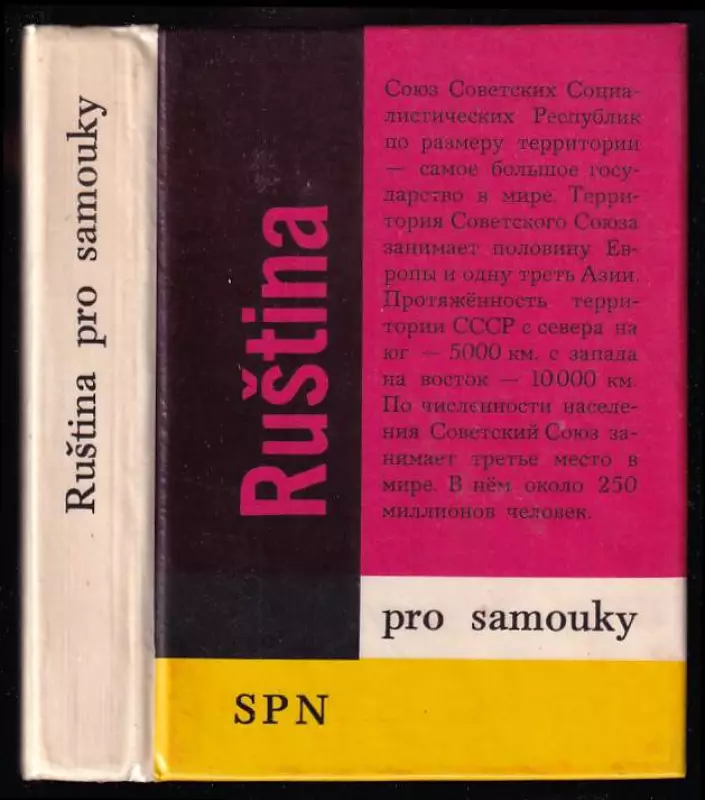 Ruština pro samouky
Ruština
Союз Советских Социа-
листических Республик
по размеру территории
— самое большое госу-
дарство в мире. Терри-
тория Советского Союза
занимает половину Ев-
ропы и одну треть Азии.
Протяжённость терри-
тории СССР с севера на
юг — 5000 км, с запада
на восток — 10000 км.
По численности населе-
ния Советский Союз за-
нимает третье место в
мире. В нём около 250
миллионов человек.
pro samouky
SPN